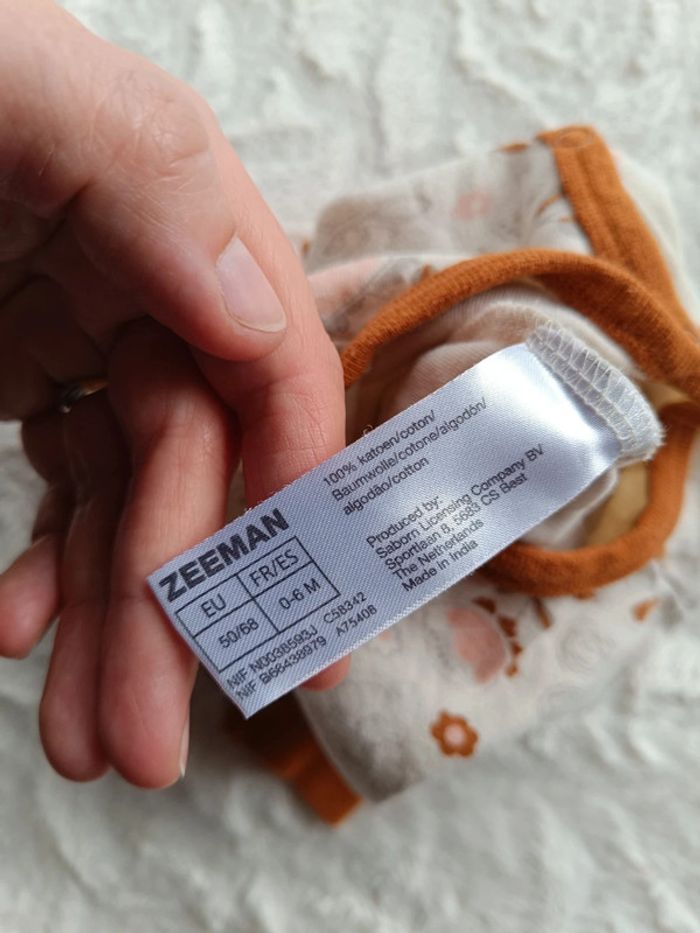 ZEEMAN
EU FR/ES
50/68 0-6 M
NIF N0038593J C58342
NIF B66438979 A75408
100% katoen/coton/
Baumwolle/cotone/algodón/
algodão/cotton
Produced by:
Saborn Licensing Company BV
Sportlaan 8, 5683 CS Best
The Netherlands
Made in India